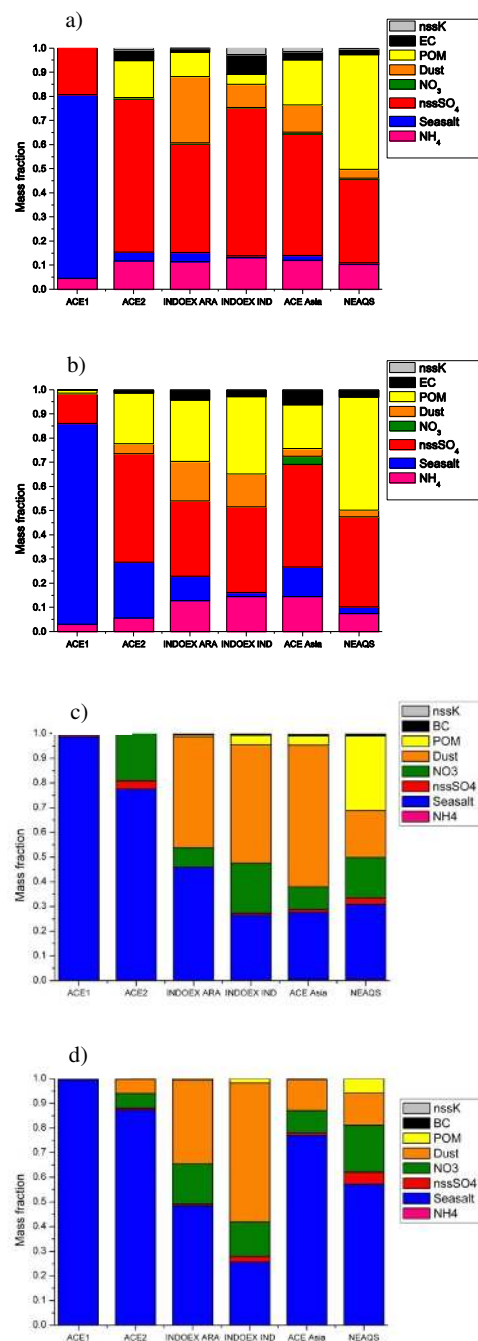 a)
1.0
0.9
0.8
0.7
0.6
0.5
0.4
0.3
0.2
0.1
0.0
Mass fraction
ACE1 ACE2 INDOEX ARA INDOEX IND ACE Asia NEAQS
nssK
EC
POM
Dust
NO3
nssSO4
Seasalt
NH4
b)
1.0
0.9
0.8
0.7
0.6
0.5
0.4
0.3
0.2
0.1
0.0
Mass fraction
ACE1 ACE2 INDOEX ARA INDOEX IND ACE Asia NEAQS
nssK
EC
POM
Dust
NO3
nssSO4
Seasalt
NH4
c)
1.0
0.9
0.8
0.7
0.6
0.5
0.4
0.3
0.2
0.1
0.0
Mass fraction
ACE1 ACE2 INDOEX ARA INDOEX IND ACE Asia NEAQS
nssK
BC
POM
Dust
NO3
nssSO4
Seasalt
NH4
d)
1.0
0.9
0.8
0.7
0.6
0.5
0.4
0.3
0.2
0.1
0.0
Mass fraction
ACE1 ACE2 INDOEX ARA INDOEX IND ACE Asia NEAQS
nssK
BC
POM
Dust
NO3
nssSO4
Seasalt
NH4